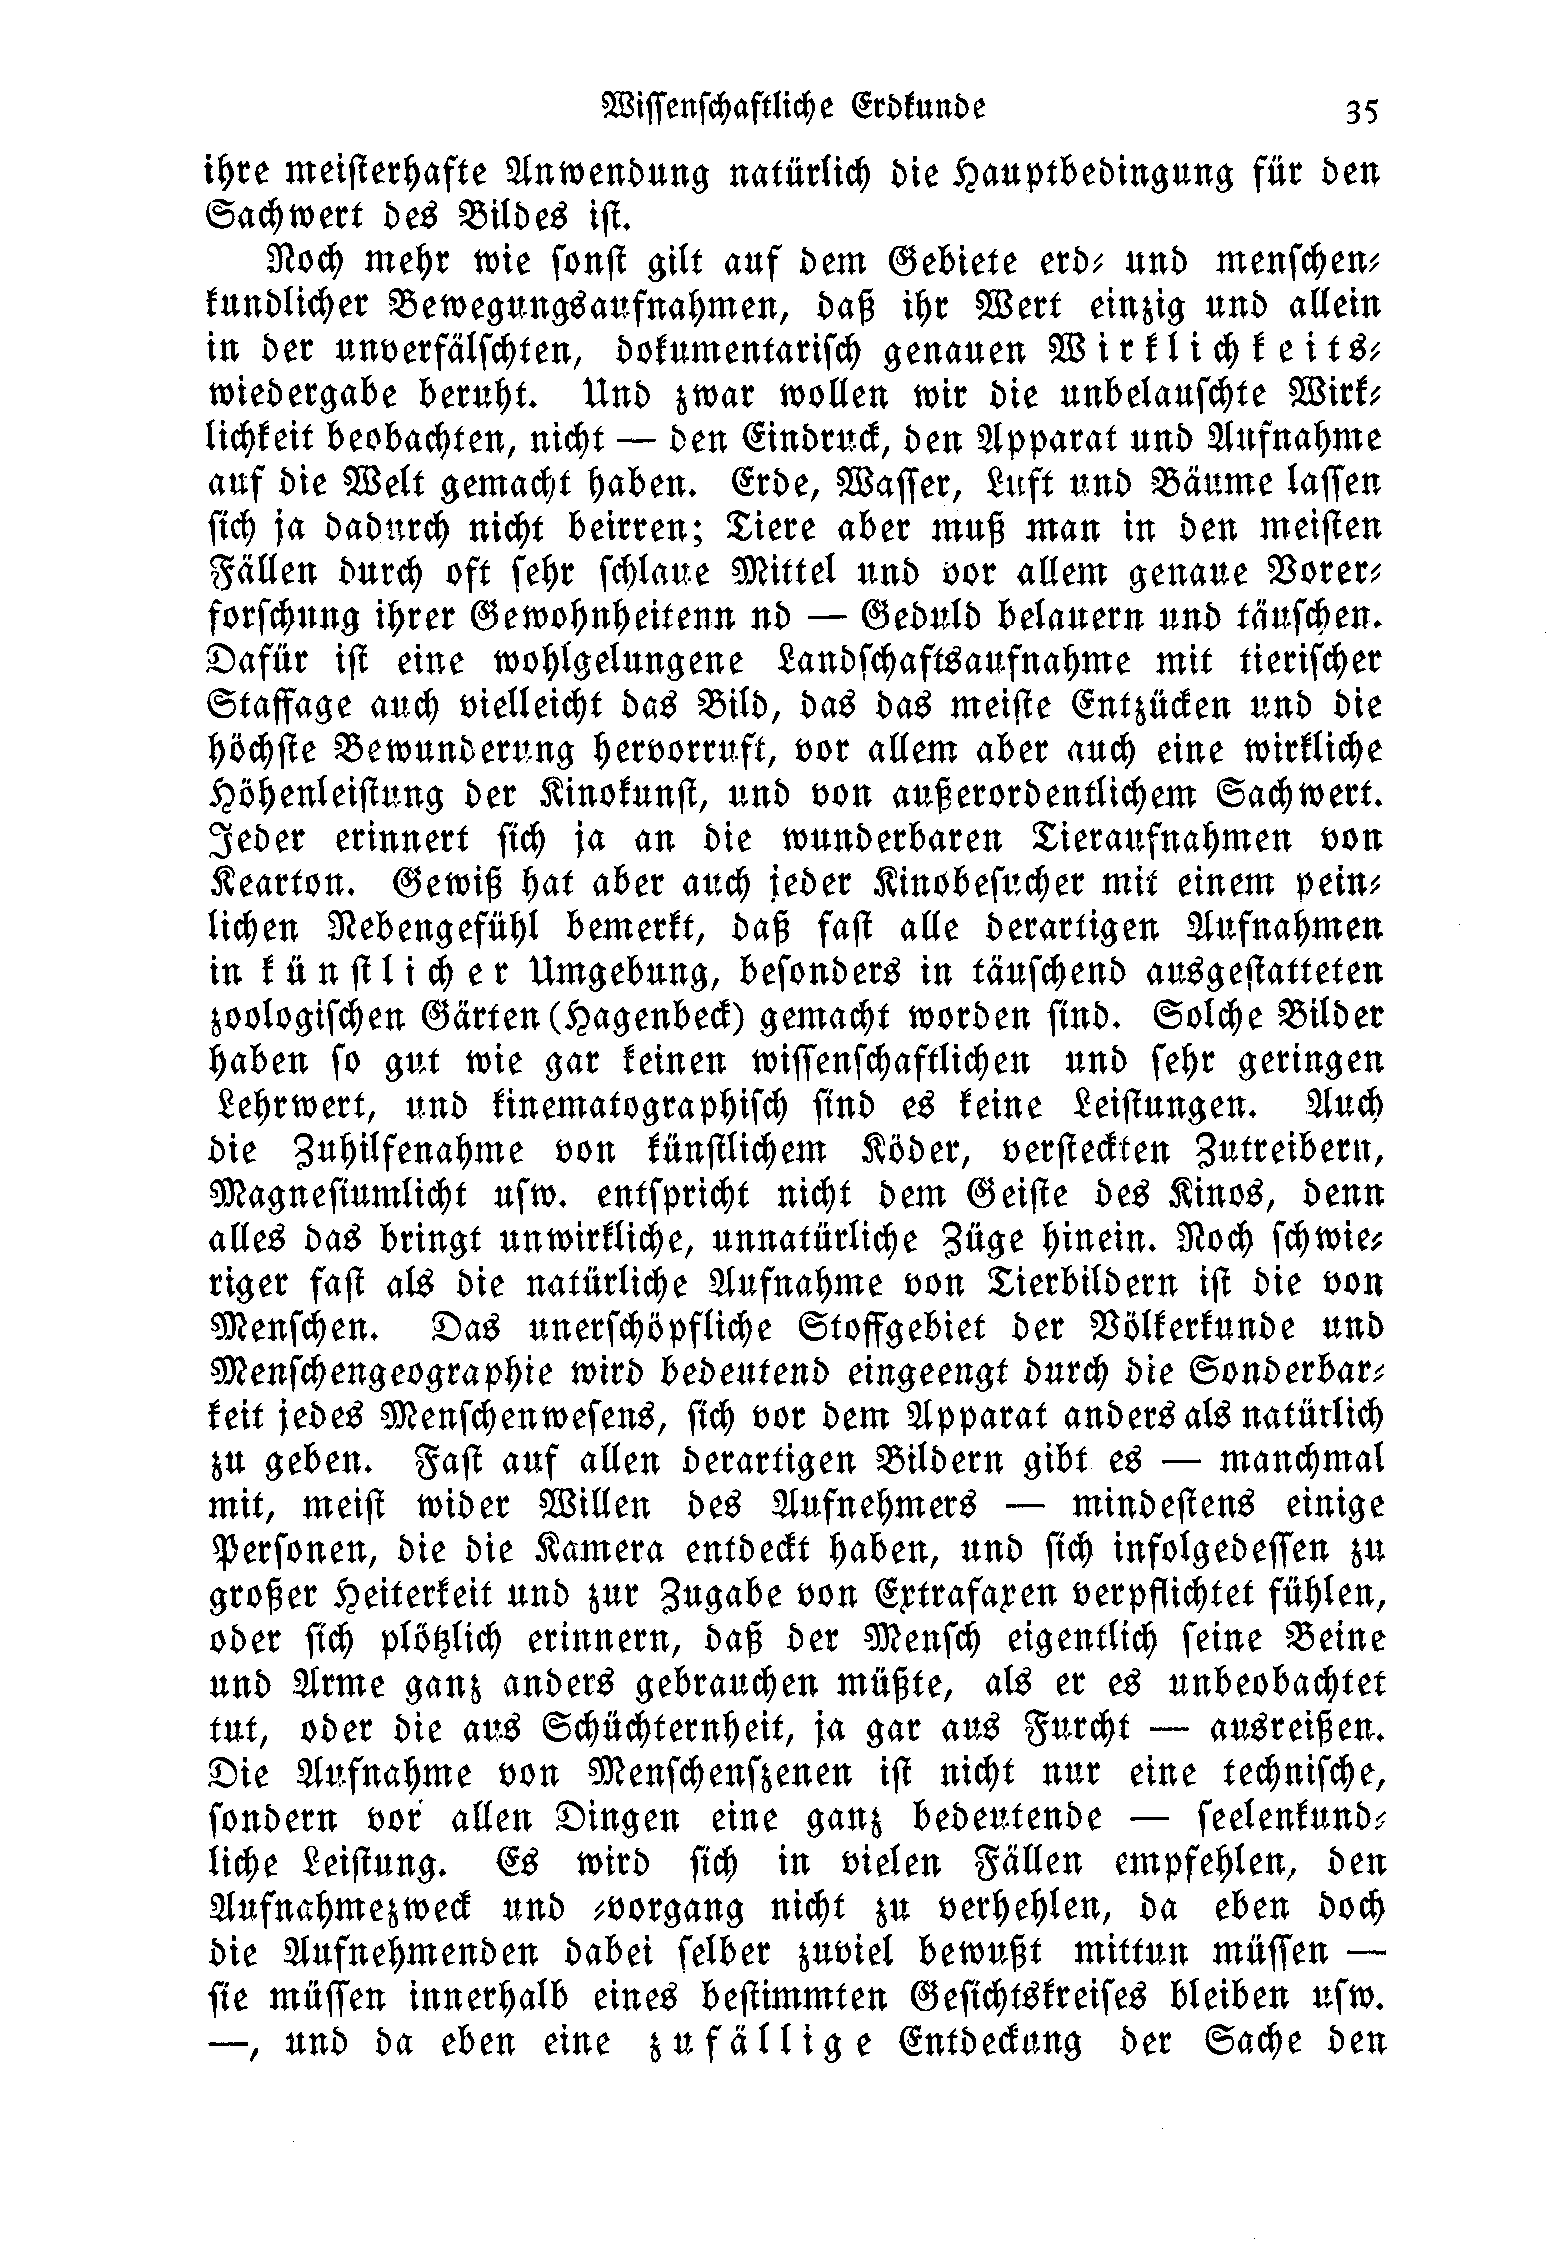 Wissenschaftliche Erdkunde 35
ihre meisterhafte Anwendung natürlich die Hauptbedingung für den
Sachwert des Bildes ist.
Noch mehr wie sonst gilt auf dem Gebiete erd- und menschen-
kundlicher Bewegungsaufnahmen, daß ihr Wert einzig und allein
in der unverfälschten, dokumentarisch genauen Wirklichkeits-
wiedergabe beruht. Und zwar wollen wir die unbelauschte Wirk-
lichkeit beobachten, nicht — den Eindruck, den Apparat und Aufnahme
auf die Welt gemacht haben. Erde, Wasser, Luft und Bäume lassen
sich ja dadurch nicht beirren; Tiere aber muß man in den meisten
Fällen durch oft sehr schlaue Mittel und vor allem genaue Vorer-
forschung ihrer Gewohnheitenn nd — Geduld belauern und täuschen.
Dafür ist eine wohlgelungene Landschaftsaufnahme mit tierischer
Staffage auch vielleicht das Bild, das das meiste Entzücken und die
höchste Bewunderung hervorruft, vor allem aber auch eine wirkliche
Höhenleistung der Kinokunst, und von außerordentlichem Sachwert.
Jeder erinnert sich ja an die wunderbaren Tieraufnahmen von
Kearton. Gewiß hat aber auch jeder Kinobesucher mit einem pein-
lichen Nebengefühl bemerkt, daß fast alle derartigen Aufnahmen
in künstlicher Umgebung, besonders in täuschend ausgestatteten
zoologischen Gärten (Hagenbeck) gemacht worden sind. Solche Bilder
haben so gut wie gar keinen wissenschaftlichen und sehr geringen
Lehrwert, und kinematographisch sind es keine Leistungen. Auch
die Zuhilfenahme von künstlichem Köder, versteckten Zutreibern,
Magnesiumlicht usw. entspricht nicht dem Geiste des Kinos, denn
alles das bringt unwirkliche, unnatürliche Züge hinein. Noch schwie-
riger fast als die natürliche Aufnahme von Tierbildern ist die von
Menschen. Das unerschöpfliche Stoffgebiet der Völkerkunde und
Menschengeographie wird bedeutend eingeengt durch die Sonderbar-
keit jedes Menschenwesens, sich vor dem Apparat anders als natürlich
zu geben. Fast auf allen derartigen Bildern gibt es — manchmal
mit, meist wider Willen des Aufnehmers — mindestens einige
Personen, die die Kamera entdeckt haben, und sich infolgedessen zu
großer Heiterkeit und zur Zugabe von Extrafaxen verpflichtet fühlen,
oder sich plötzlich erinnern, daß der Mensch eigentlich seine Beine
und Arme ganz anders gebrauchen müßte, als er es unbeobachtet
tut, oder die aus Schüchternheit, ja gar aus Furcht — ausreißen.
Die Aufnahme von Menschenszenen ist nicht nur eine technische,
sondern vor allen Dingen eine ganz bedeutende — seelenkund-
liche Leistung. Es wird sich in vielen Fällen empfehlen, den
Aufnahmezweck und -vorgang nicht zu verhehlen, da eben doch
die Aufnehmenden dabei selber zuviel bewußt mittun müssen —
sie müssen innerhalb eines bestimmten Gesichtskreises bleiben usw.
—, und da eben eine zufällige Entdeckung der Sache den